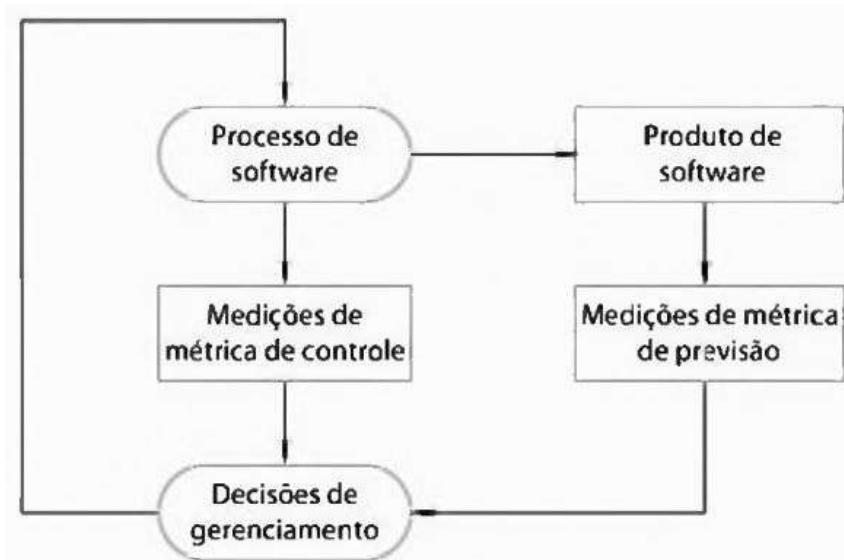 Processo de
software
Produto de
software
Medições de
métrica de controle
Medições de métrica
de previsão
Decisões de
gerenciamento